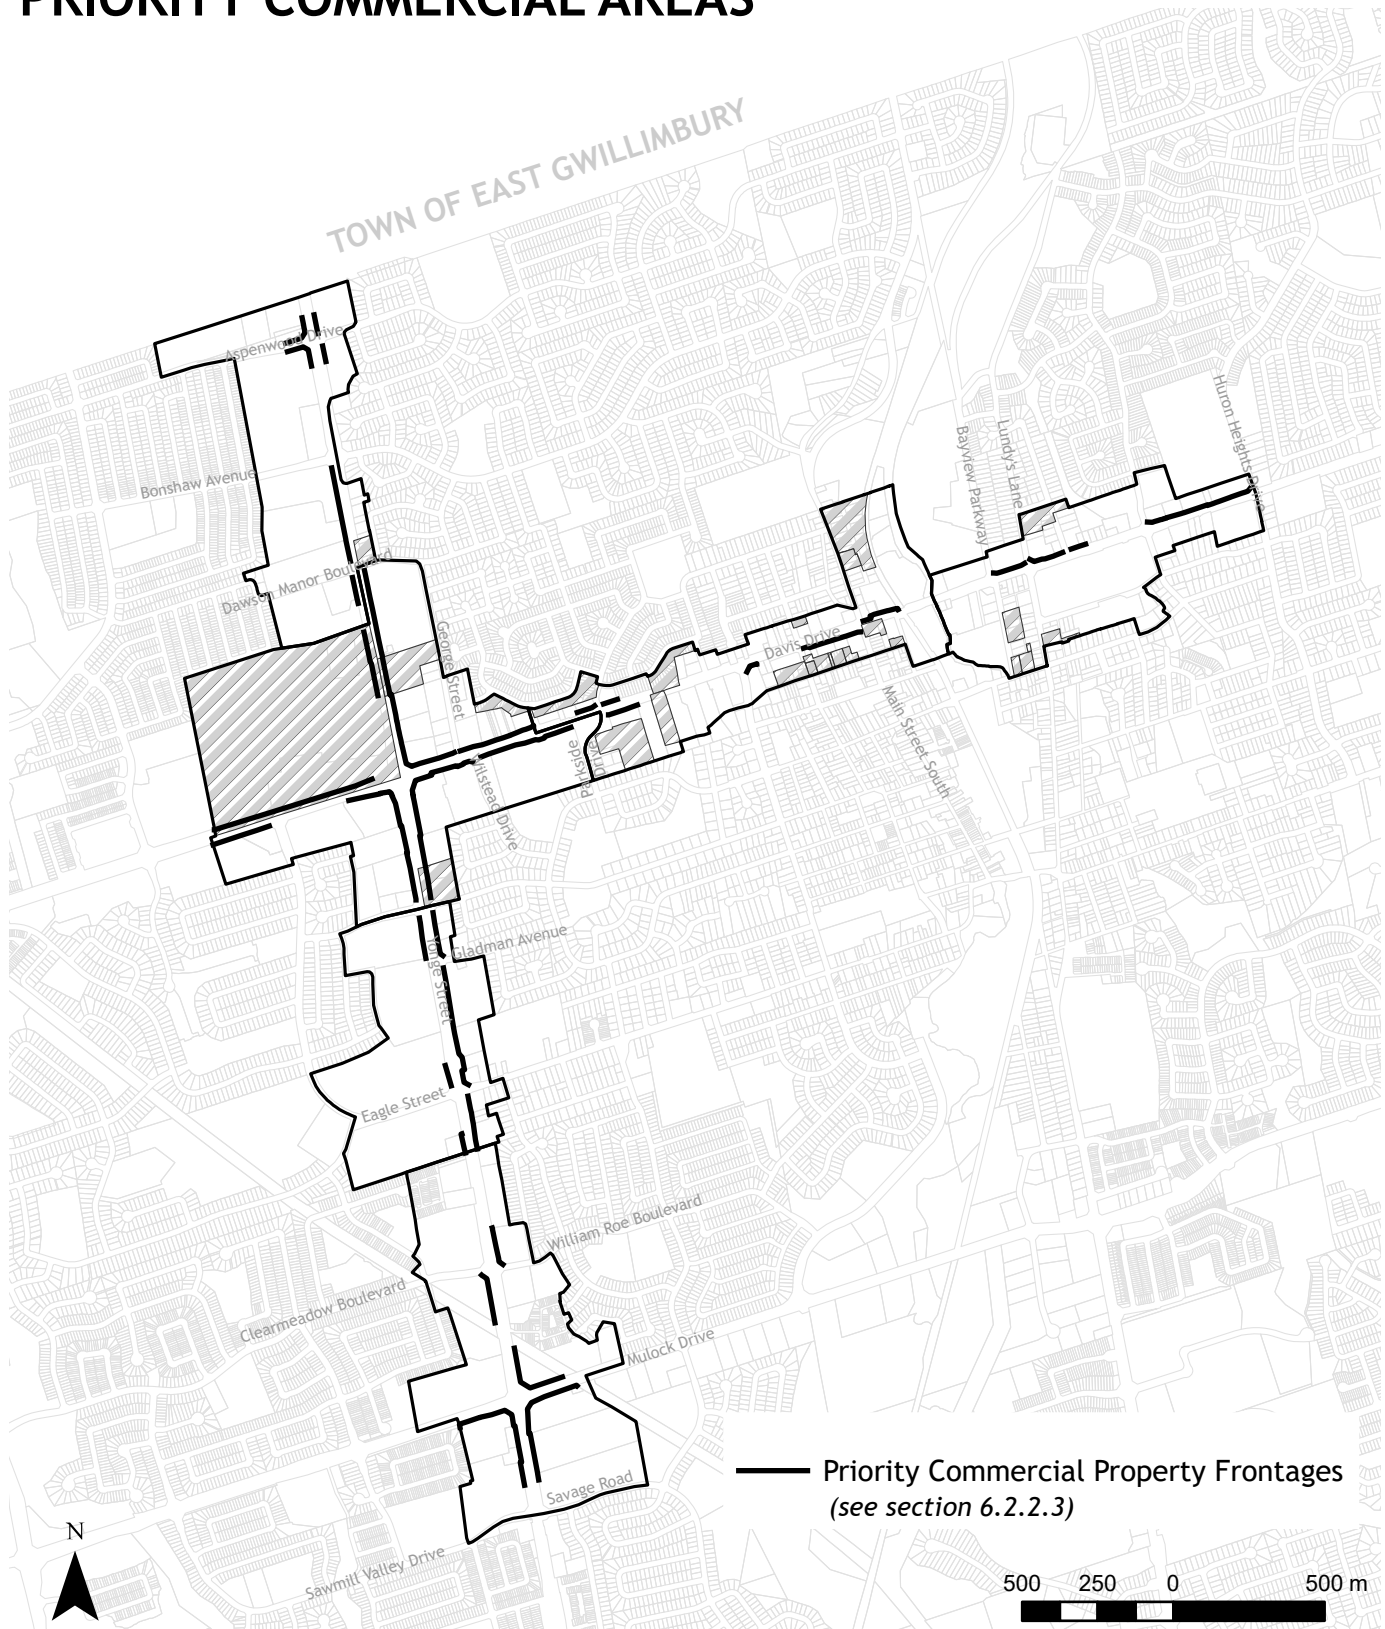 PRIORITY COMMERCIAL AREAS
TOWN OF EAST GWILLIMBURY
Aspenwood Drive
Bonshaw Avenue
Dawson Manor Boulevard
George Street
Huron Heights Drive
Lundy's Lane
Bayview Parkway
Davis Drive
Main Street South
Parkside
Drive
Wilstead Drive
Gladman Avenue
Yonge Street
Eagle Street
William Roe Boulevard
Clearmeadow Boulevard
Mulock Drive
Savage Road
Sawmill Valley Drive
Priority Commercial Property Frontages
(see section 6.2.2.3)
N
500 250 0 500 m